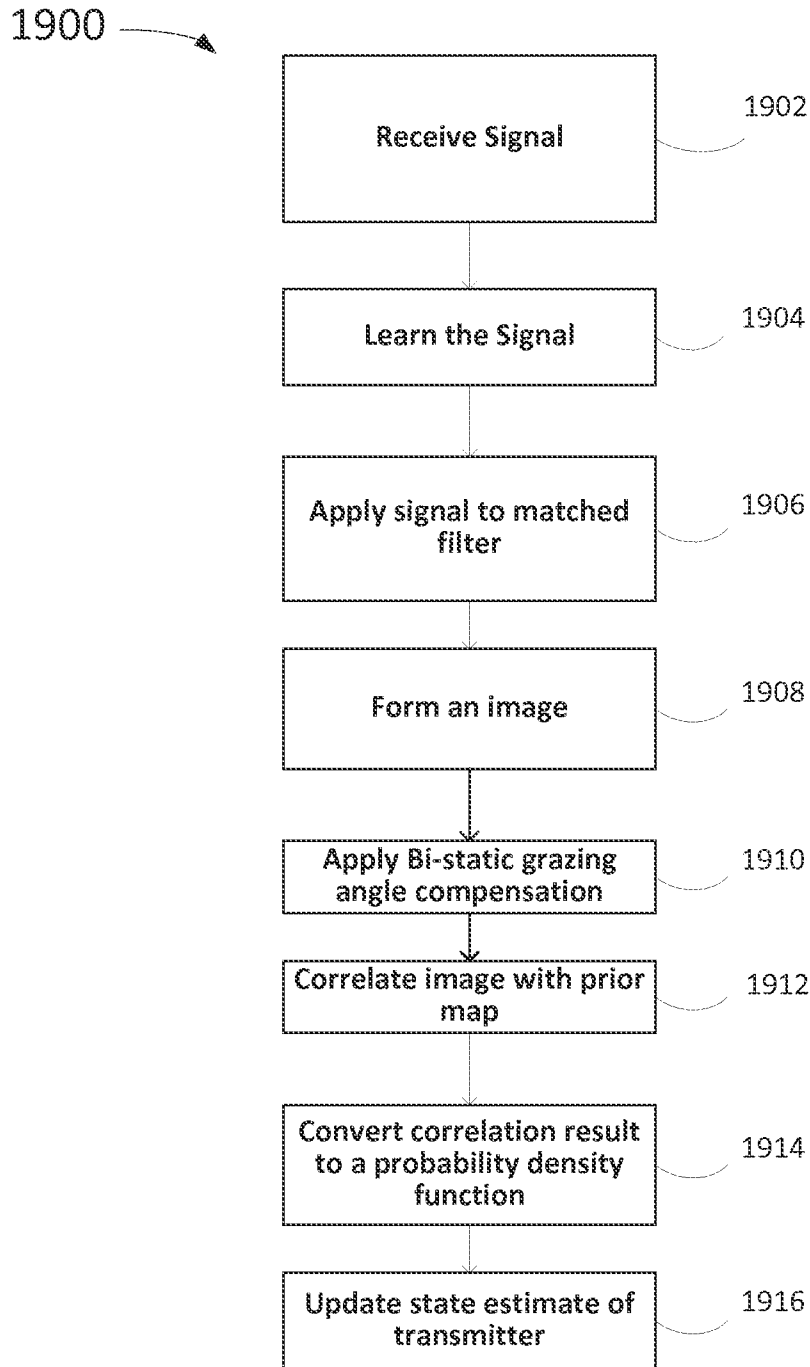 1900
Receive Signal
1902
Learn the Signal
1904
Apply signal to matched
filter
1906
Form an image
1908
Apply Bi-static grazing
angle compensation
1910
Correlate image with prior
map
1912
Convert correlation result
to a probability density
function
1914
Update state estimate of
transmitter
1916